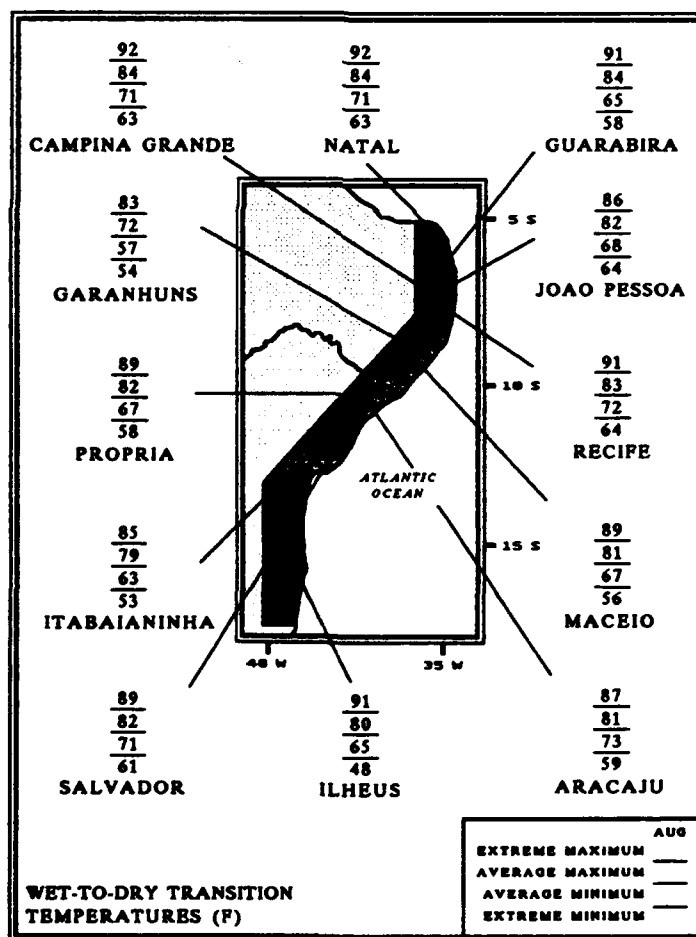 92
84
71
63
CAMPINA GRANDE
92
84
71
63
NATAL
91
84
65
58
GUARABIRA
83
72
57
54
GARANHUNS
86
82
68
64
JOAO PESSOA
89
82
67
58
PROPRIA
91
83
72
64
RECIFE
85
79
63
53
ITABAIANINHA
89
81
67
56
MACEIO
89
82
71
61
SALVADOR
91
80
65
48
ILHEUS
87
81
73
59
ARACAJU
5 S
10 S
15 S
ATLANTIC
OCEAN
40 W
35 W
WET-TO-DRY TRANSITION
TEMPERATURES (F)
AUG
EXTREME MAXIMUM
AVERAGE MAXIMUM
AVERAGE MINIMUM
EXTREME MINIMUM